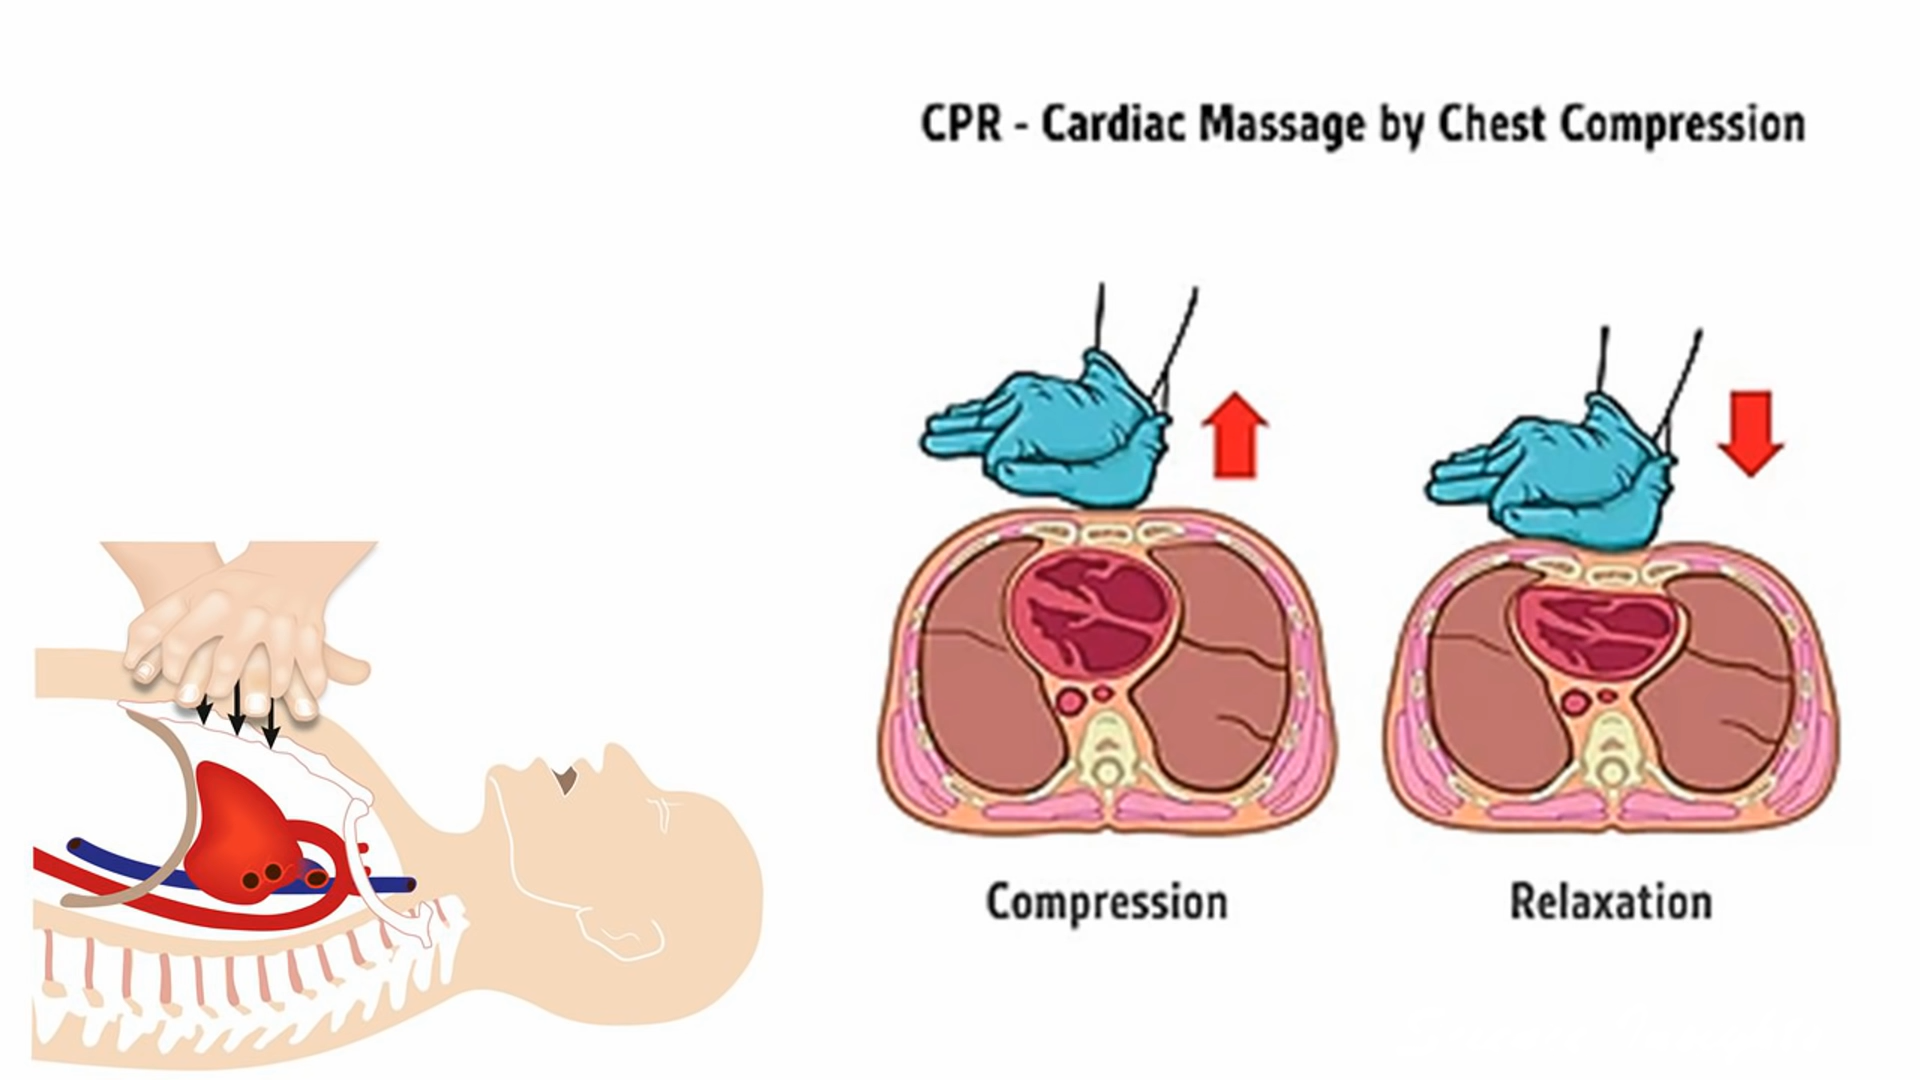 CPR - Cardiac Massage by Chest Compression
Compression
Relaxation